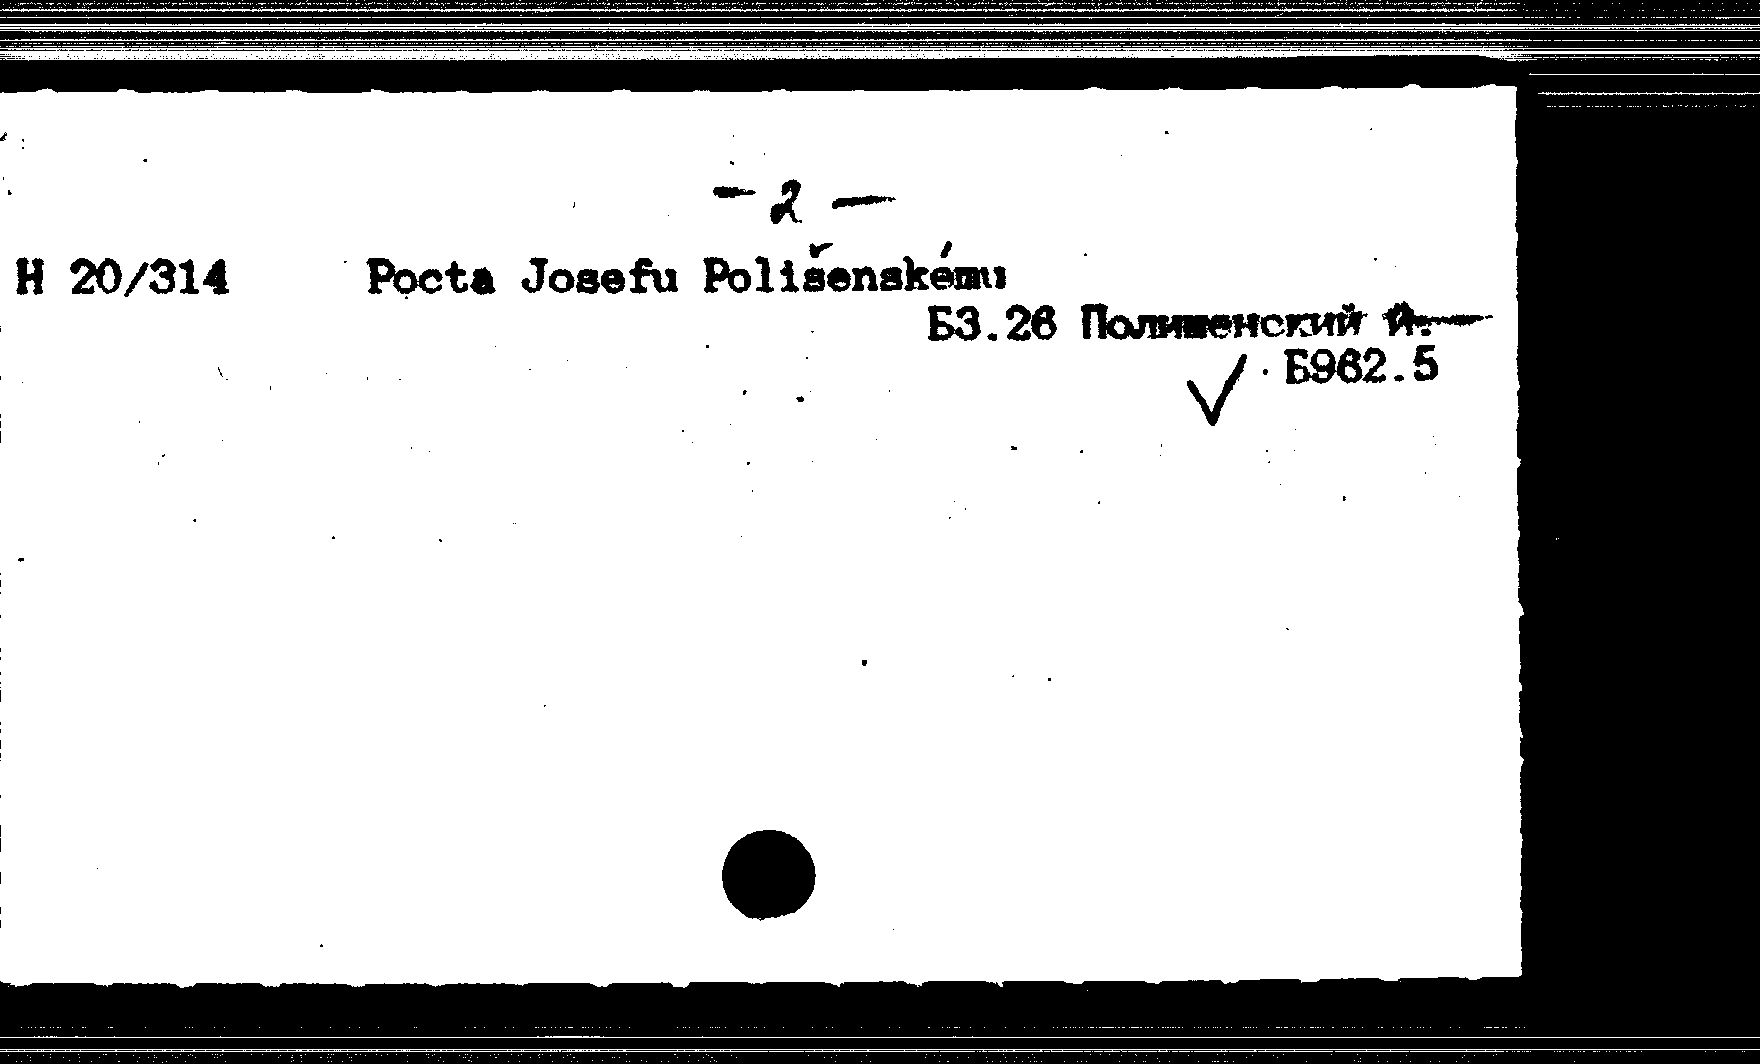 - 2 -
H 20/314 Pocta Josefu Polišenskému
Б3.26 Полишенский Й.
✓ Б962.5